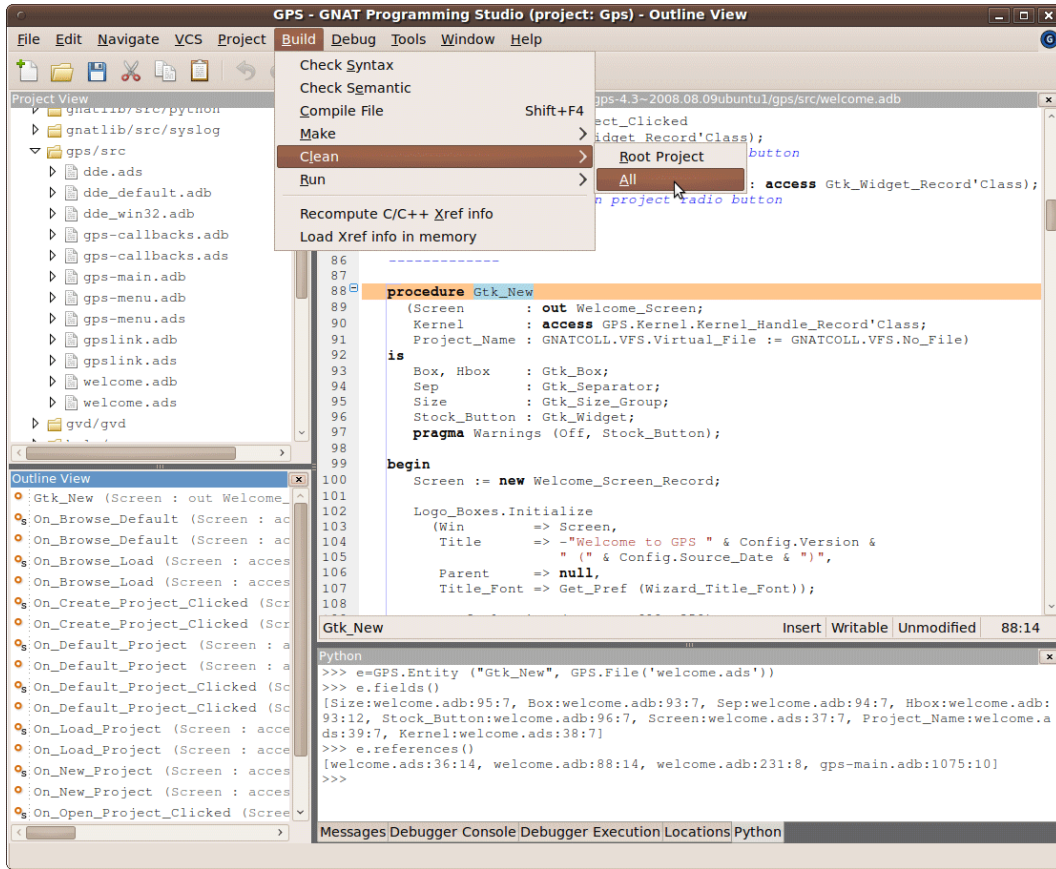 GPS - GNAT Programming Studio (project: Gps) - Outline View
File Edit Navigate VCS Project Build Debug Tools Window Help
Check Syntax
Check Semantic
Compile File Shift+F4
Make
Clean
Run
Recompute C/C++ Xref info
Load Xref info in memory
Root Project
All
Project View
gnatlib/src/python
gnatlib/src/syslog
gps/src
dde.ads
dde_default.adb
dde_win32.adb
gps-callbacks.adb
gps-callbacks.ads
gps-main.adb
gps-menu.adb
gps-menu.ads
gpslink.adb
gpslink.ads
welcome.adb
welcome.ads
gvd/gvd
Outline View
Gtk_New (Screen : out Welcome_
On_Browse_Default (Screen : ac
On_Browse_Default (Screen : ac
On_Browse_Load (Screen : acces
On_Browse_Load (Screen : acces
On_Create_Project_Clicked (Scr
On_Create_Project_Clicked (Scr
On_Default_Project (Screen : a
On_Default_Project (Screen : a
On_Default_Project_Clicked (Sc
On_Default_Project_Clicked (Sc
On_Load_Project (Screen : acce
On_Load_Project (Screen : acce
On_New_Project (Screen : acces
On_New_Project (Screen : acces
On_Open_Project_Clicked (Scree
gps-4.3~2008.08.09ubuntu1/gps/src/welcome.adb
ect_Clicked
idget_Record'Class);
button
: access Gtk_Widget_Record'Class);
n project radio button
86 -------------
87
88 procedure Gtk_New
89 (Screen : out Welcome_Screen;
90 Kernel : access GPS.Kernel.Kernel_Handle_Record'Class;
91 Project_Name : GNATCOLL.VFS.Virtual_File := GNATCOLL.VFS.No_File)
92 is
93 Box, Hbox : Gtk_Box;
94 Sep : Gtk_Separator;
95 Size : Gtk_Size_Group;
96 Stock_Button : Gtk_Widget;
97 pragma Warnings (Off, Stock_Button);
98
99 begin
100 Screen := new Welcome_Screen_Record;
101
102 Logo_Boxes.Initialize
103 (Win => Screen,
104 Title => -"Welcome to GPS " & Config.Version &
105 " (" & Config.Source_Date & ")",
106 Parent => null,
107 Title_Font => Get_Pref (Wizard_Title_Font));
108
Gtk_New Insert Writable Unmodified 88:14
Python
>>> e=GPS.Entity ("Gtk_New", GPS.File('welcome.ads'))
>>> e.fields()
[Size:welcome.adb:95:7, Box:welcome.adb:93:7, Sep:welcome.adb:94:7, Hbox:welcome.adb:
93:12, Stock_Button:welcome.adb:96:7, Screen:welcome.ads:37:7, Project_Name:welcome.a
ds:39:7, Kernel:welcome.ads:38:7]
>>> e.references()
[welcome.ads:36:14, welcome.adb:88:14, welcome.adb:231:8, gps-main.adb:1075:10]
>>>
Messages Debugger Console Debugger Execution Locations Python